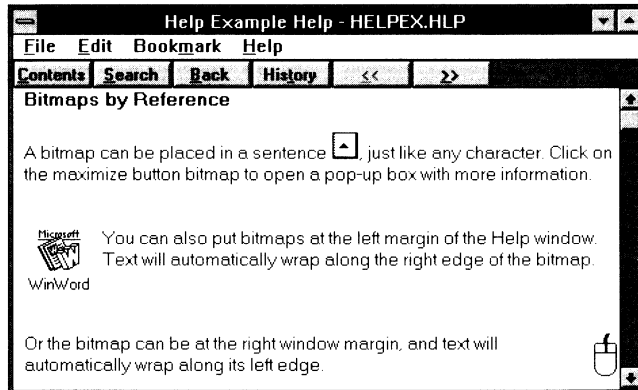 Help Example Help - HELPEX.HLP
File Edit Bookmark Help
Contents Search Back History << >>
Bitmaps by Reference
A bitmap can be placed in a sentence , just like any character. Click on
the maximize button bitmap to open a pop-up box with more information.
Microsoft
WinWord
You can also put bitmaps at the left margin of the Help window.
Text will automatically wrap along the right edge of the bitmap.
Or the bitmap can be at the right window margin, and text will
automatically wrap along its left edge.